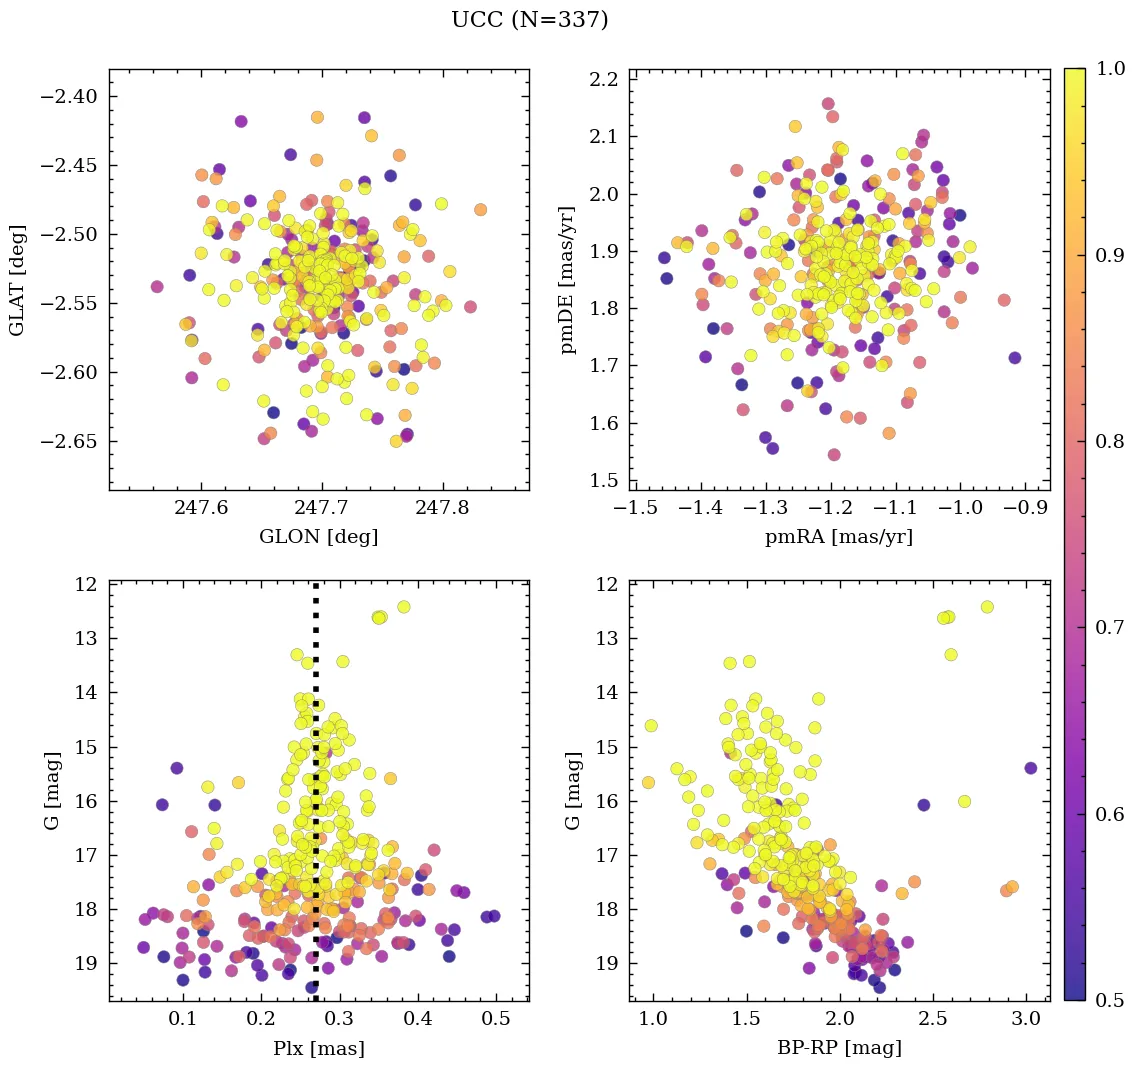 UCC (N=337)
−2.40
−2.45
−2.50
−2.55
−2.60
−2.65
GLAT [deg]
247.6 247.7 247.8
GLON [deg]
2.2
2.1
2.0
1.9
1.8
1.7
1.6
1.5
pmDE [mas/yr]
−1.5 −1.4 −1.3 −1.2 −1.1 −1.0 −0.9
pmRA [mas/yr]
12
13
14
15
16
17
18
19
G [mag]
0.1 0.2 0.3 0.4 0.5
Plx [mas]
12
13
14
15
16
17
18
19
G [mag]
1.0 1.5 2.0 2.5 3.0
BP-RP [mag]
1.0
0.9
0.8
0.7
0.6
0.5